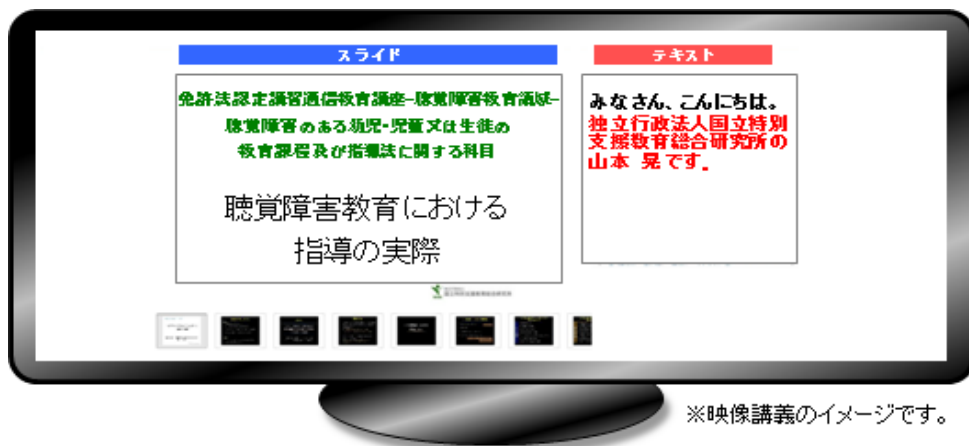 スライド
免許法認定講習通信教育講座-聴覚障害教育領域-
聴覚障害のある幼児・児童又は生徒の
教育課程及び指導法に関する科目
聴覚障害教育における
指導の実際
テキスト
みなさん、こんにちは。
独立行政法人国立特別
支援教育総合研究所の
山本 晃です。
※映像講義のイメージです。